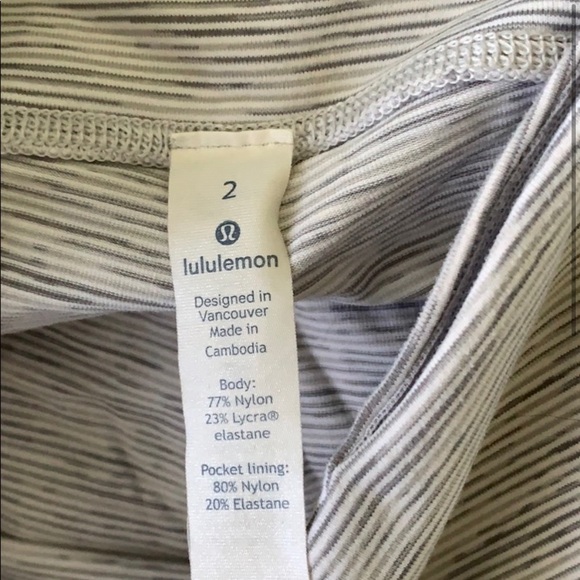 2
lululemon
Designed in
Vancouver
Made in
Cambodia
Body:
77% Nylon
23% Lycra®
elastane
Pocket lining:
80% Nylon
20% Elastane